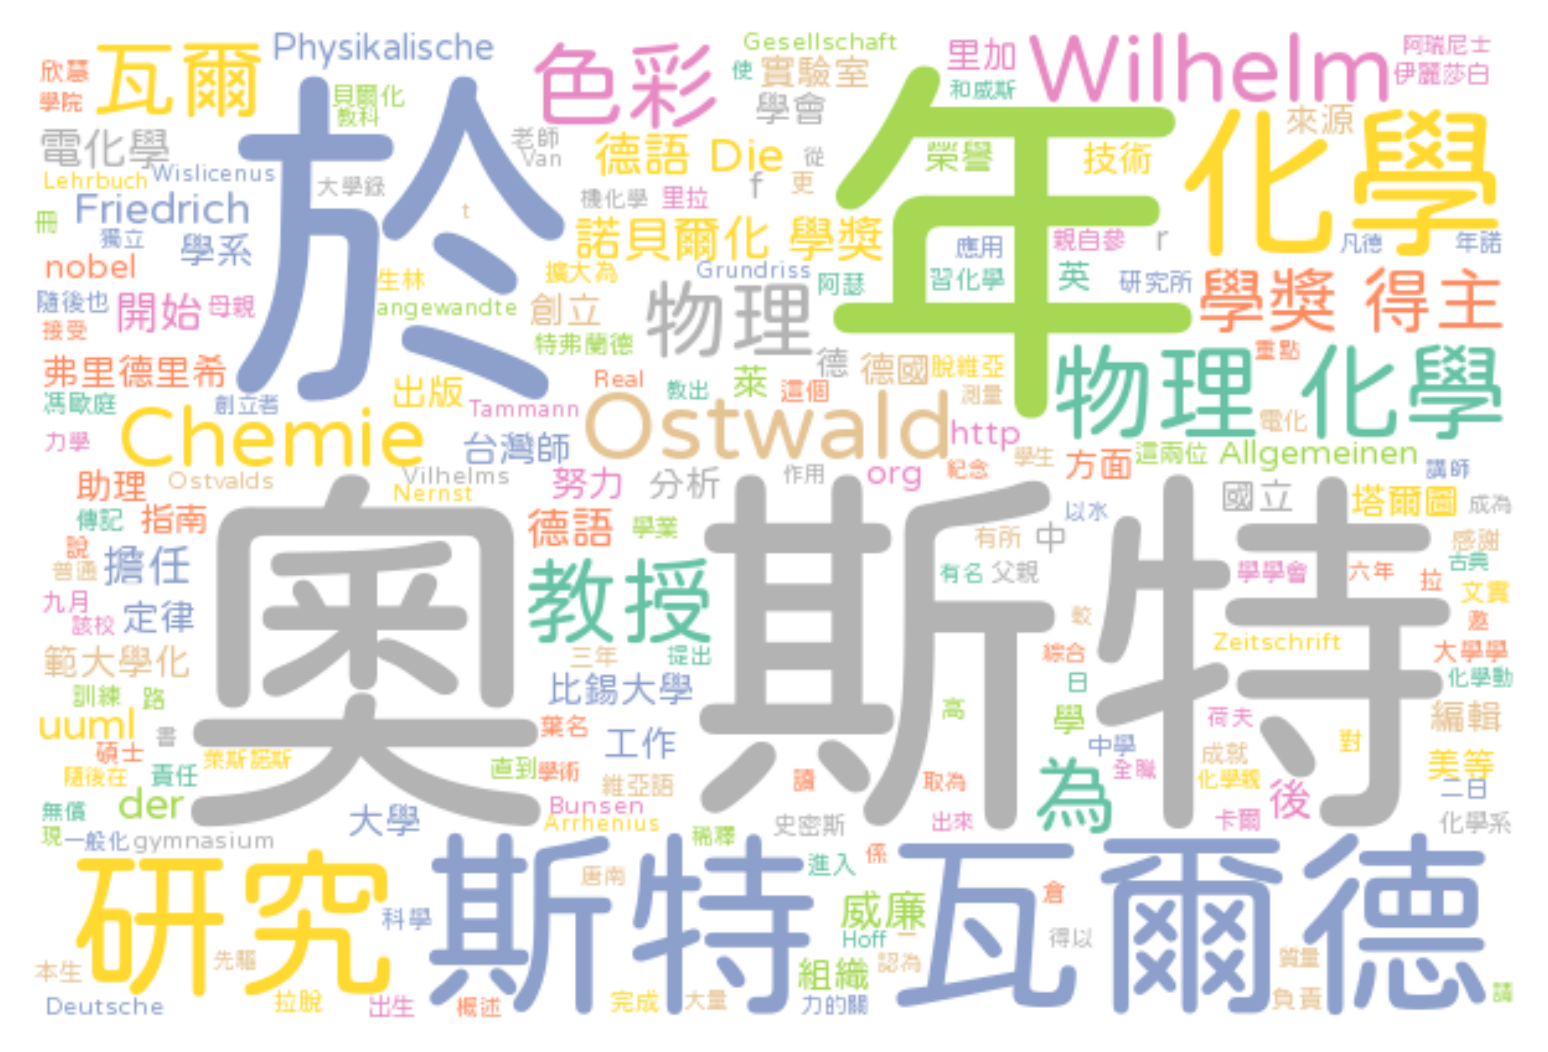 欣慧
瓦爾
Physikalische
色彩
Gesellschaft
使
實驗室
里加
Wilhelm
阿瑞尼士
伊麗莎白
學院
貝爾化
教科
於
學會
和威斯
年
化學
來源
電化學
老師
Van
德語
Die
從
榮譽
技術
Lehrbuch
Wislicenus
大學錄
機化學
里拉
f
更
冊
Friedrich
t
獨立
學系
諾貝爾化
學獎
應用
親自參
r
凡德
年諾
nobel
生林
擴大為
Grundriss
阿瑟
習化學
英
研究所
學獎
得主
隨後也
開始
母親
angewandte
創立
物理
接受
特弗蘭德
重點
弗里德里希
出版
Real
教出
萊
這個
德
德國
脫維亞
測量
物理
化學
馮歐庭
創立者
Tammann
Ostwald
力學
Chemie
台灣師
http
電化
學生
方面
這兩位
Allgemeinen
講師
助理
Ostvalds
Vilhelms
Nernst
努力
分析
作用
org
紀念
國立
塔爾圖
成為
傳記
指南
德語
學業
有所
中
以水
感謝
說
普通
擔任
奧
斯
特
有名
父親
學學會
六年
拉
古典
文實
九月
該校
定律
教授
較
邀
範大學化
三年
提出
綜合
Zeitschrift
大學學
訓練
路
比錫大學
日
化學動
uuml
書
葉名
高
學
荷夫
編輯
碩士
萊斯諾斯
工作
中學
成就
對
隨後在
責任
直到
學術
維亞語
讀
取為
全職
化學親
美等
二日
無償
der
大學
Bunsen
Arrhenius
史密斯
出來
為
後
卡爾
化學系
現
一般化
gymnasium
稀釋
進入
係
研究
唐南
斯特
瓦爾德
科學
威廉
倉
Hoff
一
得以
本生
先驅
組織
認為
質量
Deutsche
拉脫
出生
概述
完成
大量
力的關
負責
請